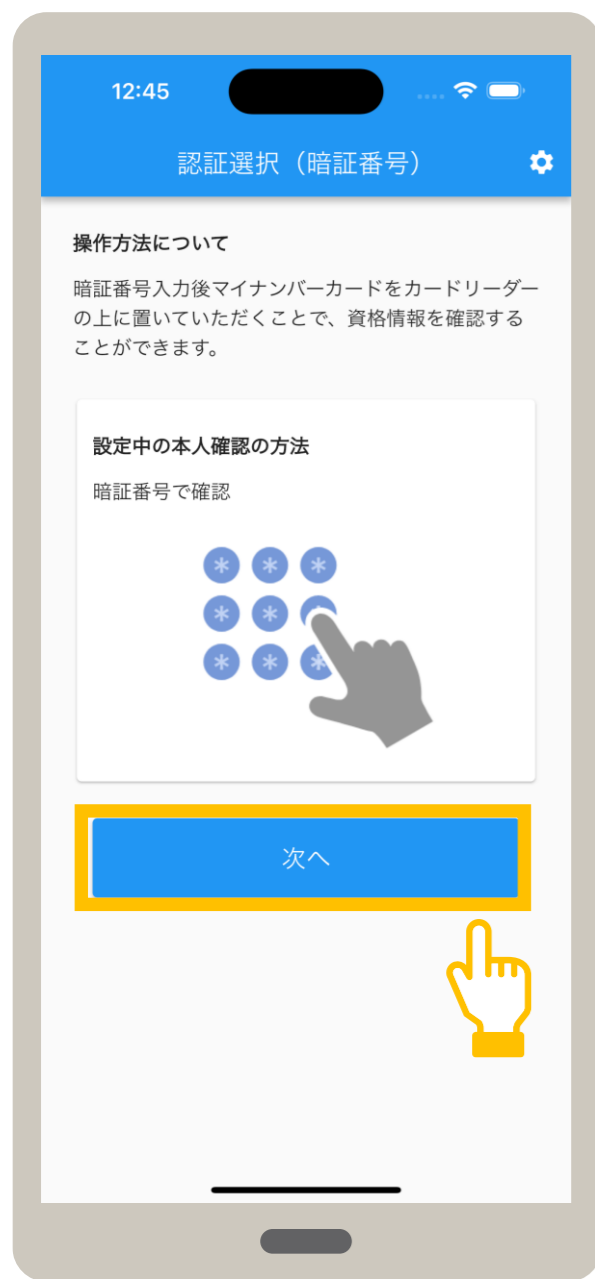 12:45
認証選択（暗証番号）
操作方法について
暗証番号入力後マイナンバーカードをカードリーダー
の上に置いていただくことで、資格情報を確認する
ことができます。
設定中の本人確認の方法
暗証番号で確認
次へ